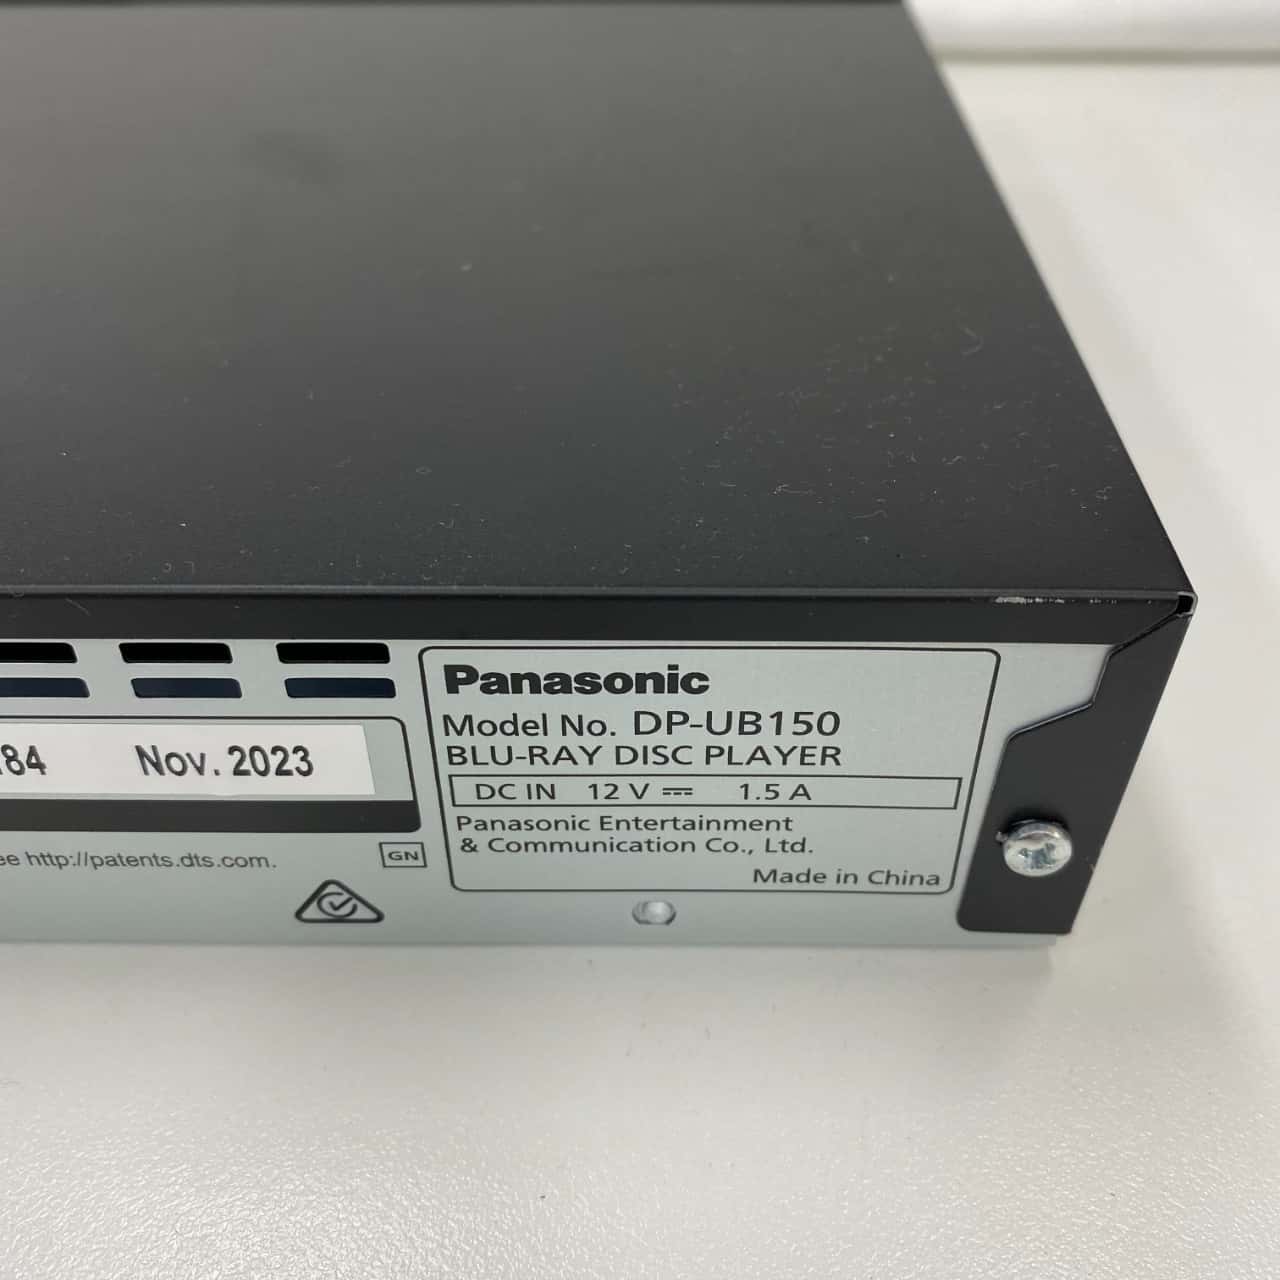 Panasonic
Model No. DP-UB150
BLU-RAY DISC PLAYER
DC IN 12 V ⎓ 1.5 A
Panasonic Entertainment
& Communication Co., Ltd.
Made in China
84 Nov. 2023
ee http://patents.dts.com.
GN